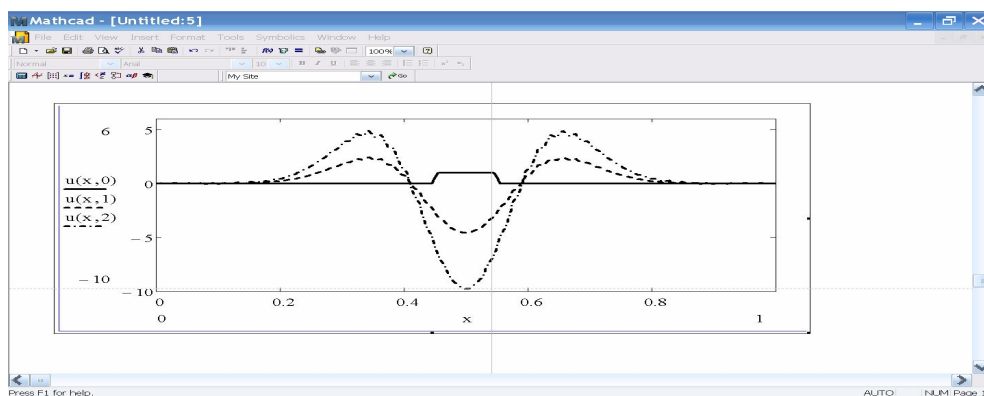 Mathcad - [Untitled:5]
File Edit View Insert Format Tools Symbolics Window Help
100%
Normal Arial 10 B I U
My Site Go
6 5
u(x,0) 0
u(x,1)
u(x,2)
−5
−10
−10
0 0.2 0.4 0.6 0.8
0 x 1
Press F1 for help. AUTO NUM Page 1